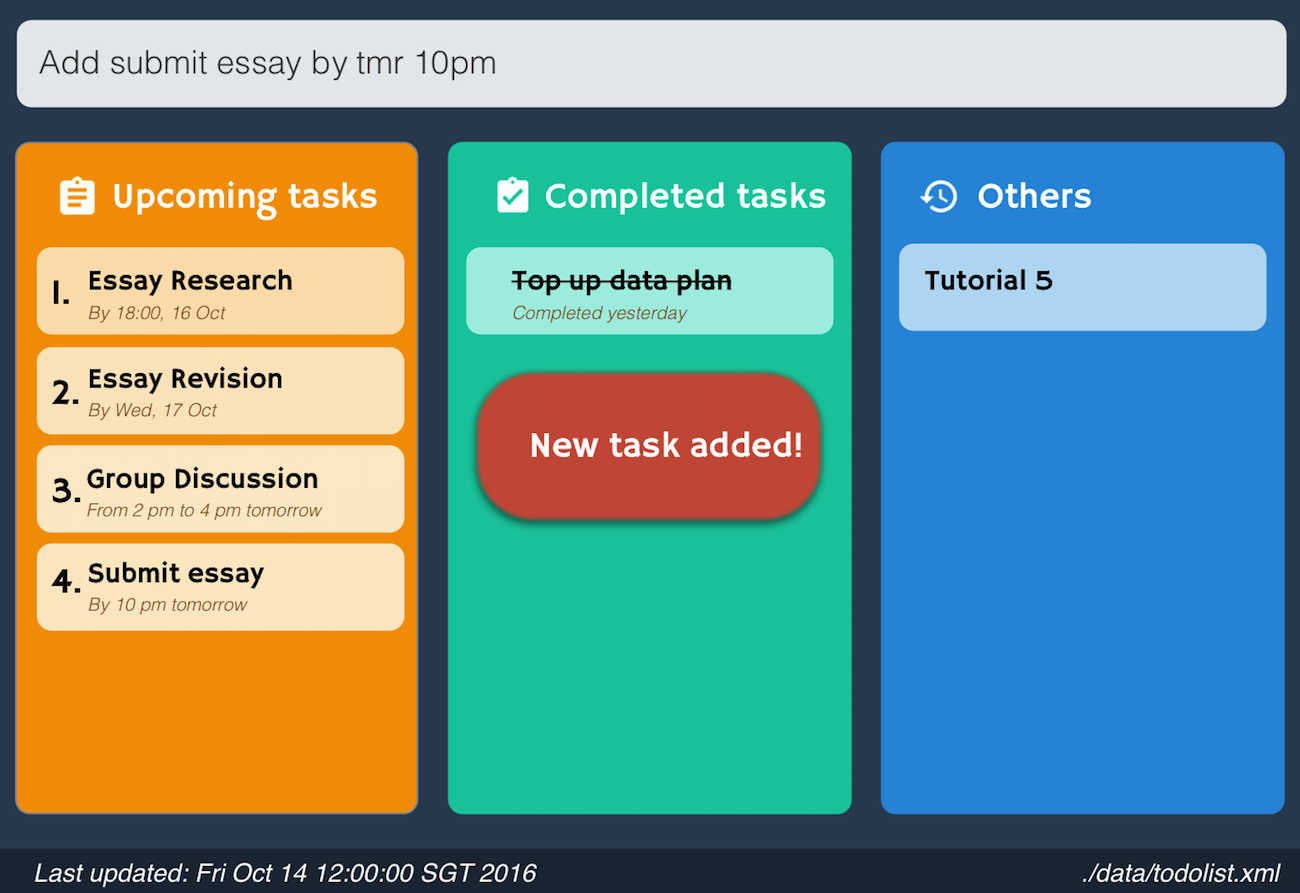 Add submit essay by tmr 10pm
Upcoming tasks
1. Essay Research
By 18:00, 16 Oct
2. Essay Revision
By Wed, 17 Oct
3. Group Discussion
From 2 pm to 4 pm tomorrow
4. Submit essay
By 10 pm tomorrow
Completed tasks
Top up data plan
Completed yesterday
New task added!
Others
Tutorial 5
Last updated: Fri Oct 14 12:00:00 SGT 2016
./data/todolist.xml